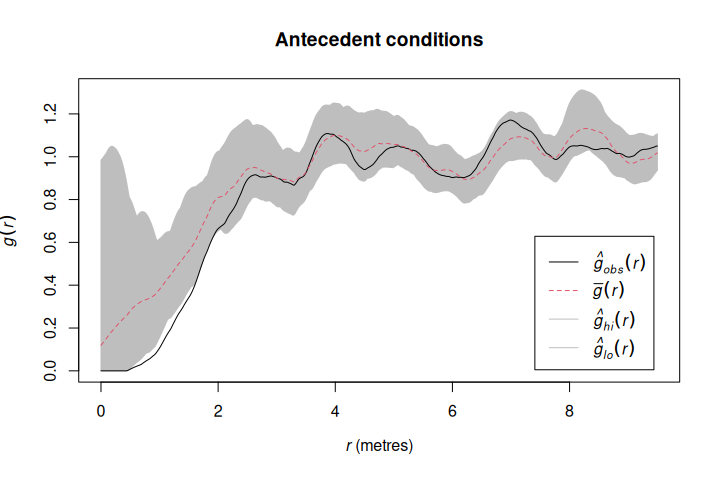 Antecedent conditions
g(r)
0.0 0.2 0.4 0.6 0.8 1.0 1.2
ĝobs(r)
g̅(r)
ĝhi(r)
ĝlo(r)
0 2 4 6 8
r (metres)